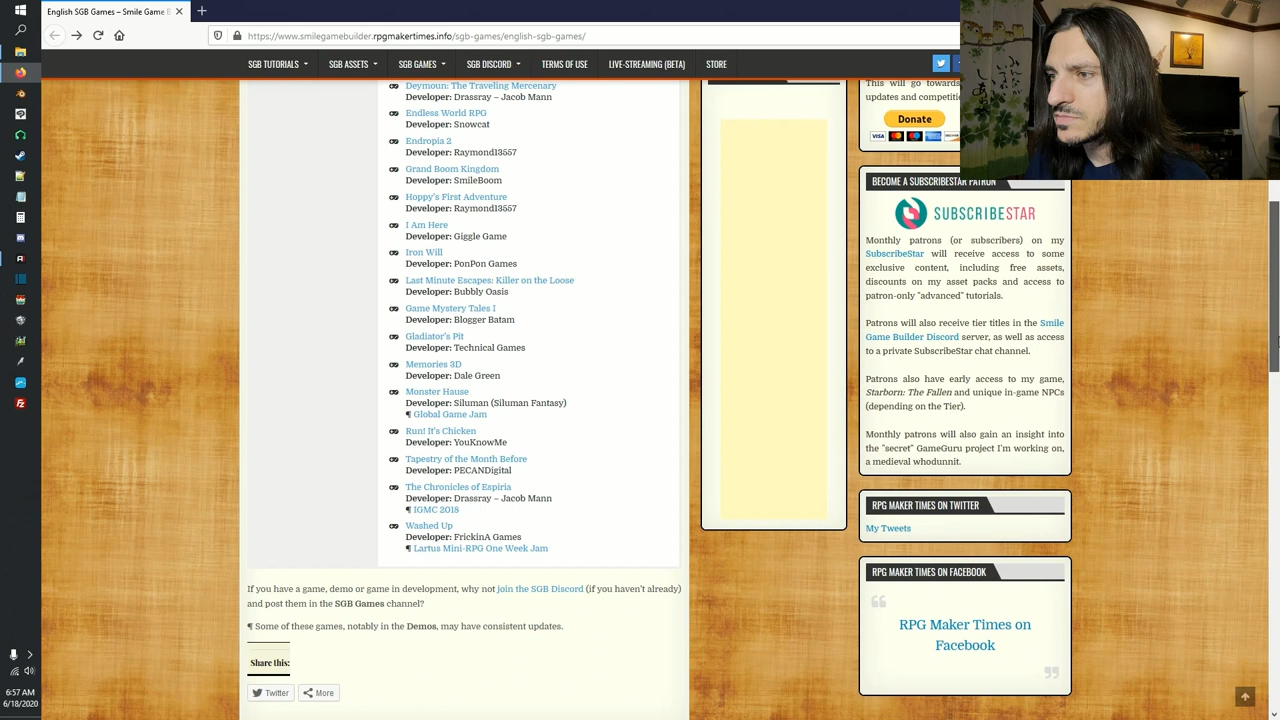 English SGB Games – Smile Game B
https://www.smilegamebuilder.rpgmakertimes.info/sgb-games/english-sgb-games/
SGB TUTORIALS
SGB ASSETS
SGB GAMES
SGB DISCORD
TERMS OF USE
LIVE-STREAMING (BETA)
STORE
Deymoun: The Traveling Mercenary
Developer: Drassray – Jacob Mann
Endless World RPG
Developer: Snowcat
Endropia 2
Developer: Raymond13557
Grand Boom Kingdom
Developer: SmileBoom
Hoppy's First Adventure
Developer: Raymond13557
I Am Here
Developer: Giggle Game
Iron Will
Developer: PonPon Games
Last Minute Escapes: Killer on the Loose
Developer: Bubbly Oasis
Game Mystery Tales I
Developer: Blogger Batam
Gladiator's Pit
Developer: Technical Games
Memories 3D
Developer: Dale Green
Monster Hause
Developer: Siluman (Siluman Fantasy)
¶ Global Game Jam
Run! It's Chicken
Developer: YouKnowMe
Tapestry of the Month Before
Developer: PECANDigital
The Chronicles of Espiria
Developer: Drassray – Jacob Mann
¶ IGMC 2018
Washed Up
Developer: FrickinA Games
¶ Lartus Mini-RPG One Week Jam
If you have a game, demo or game in development, why not join the SGB Discord (if you haven't already)
and post them in the SGB Games channel?
¶ Some of these games, notably in the Demos, may have consistent updates.
Share this:
Twitter
More
This will go towards
updates and competiti
Donate
VISA
BECOME A SUBSCRIBESTAR PATRON
SUBSCRIBESTAR
Monthly patrons (or subscribers) on my
SubscribeStar will receive access to some
exclusive content, including free assets,
discounts on my asset packs and access to
patron-only "advanced" tutorials.
Patrons will also receive tier titles in the Smile
Game Builder Discord server, as well as access
to a private SubscribeStar chat channel.
Patrons also have early access to my game,
Starborn: The Fallen and unique in-game NPCs
(depending on the Tier).
Monthly patrons will also gain an insight into
the "secret" GameGuru project I'm working on,
a medieval whodunnit.
RPG MAKER TIMES ON TWITTER
My Tweets
RPG MAKER TIMES ON FACEBOOK
RPG Maker Times on
Facebook
6/18/2020